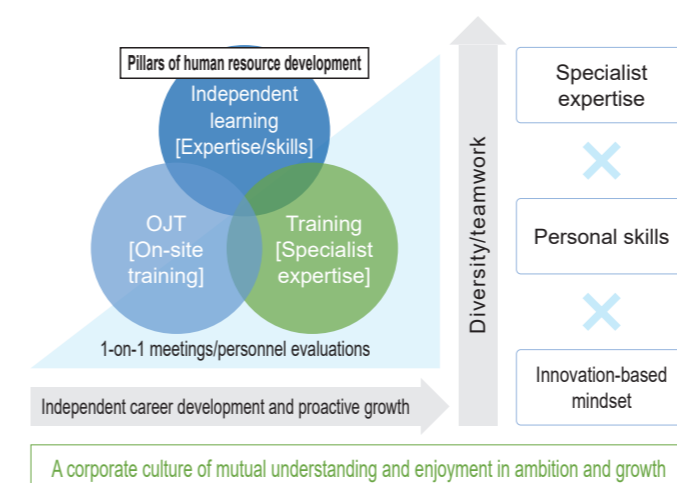 Pillars of human resource development
Independent
learning
[Expertise/skills]
OJT
[On-site
training]
Training
[Specialist
expertise]
1-on-1 meetings/personnel evaluations
Independent career development and proactive growth
Diversity/teamwork
Specialist
expertise
Personal skills
Innovation-based
mindset
A corporate culture of mutual understanding and enjoyment in ambition and growth